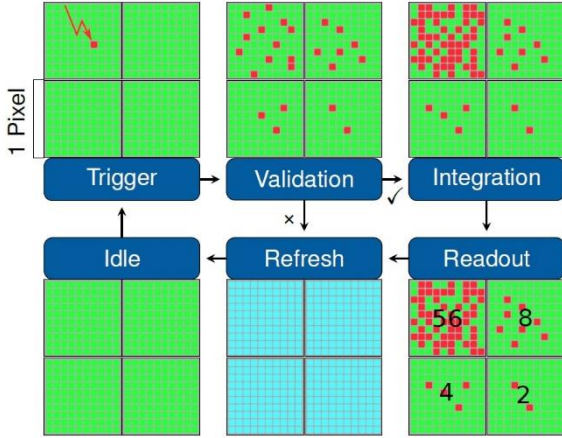 1 Pixel
Trigger
Validation
Integration
×
✓
Idle
Refresh
Readout
56
8
4
2